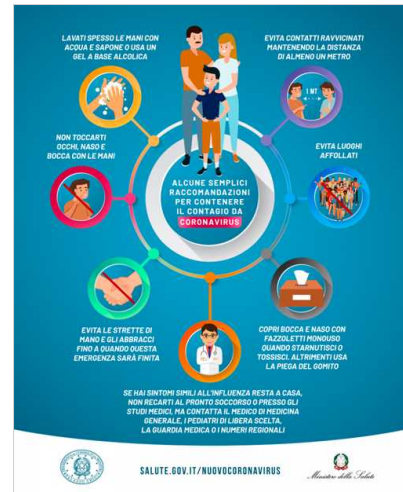 LAVATI SPESSO LE MANI CON
ACQUA E SAPONE O USA UN
GEL A BASE ALCOLICA
EVITA CONTATTI RAVVICINATI
MANTENENDO LA DISTANZA
DI ALMENO UN METRO
1 MT
NON TOCCARTI
OCCHI, NASO E
BOCCA CON LE MANI
EVITA LUOGHI
AFFOLLATI
ALCUNE SEMPLICI
RACCOMANDAZIONI
PER CONTENERE
IL CONTAGIO DA
CORONAVIRUS
EVITA LE STRETTE DI
MANO E GLI ABBRACCI
FINO A QUANDO QUESTA
EMERGENZA SARÀ FINITA
COPRI BOCCA E NASO CON
FAZZOLETTI MONOUSO
QUANDO STARNUTISCI O
TOSSISCI. ALTRIMENTI USA
LA PIEGA DEL GOMITO
SE HAI SINTOMI SIMILI ALL'INFLUENZA RESTA A CASA,
NON RECARTI AL PRONTO SOCCORSO O PRESSO GLI
STUDI MEDICI, MA CONTATTA IL MEDICO DI MEDICINA
GENERALE, I PEDIATRI DI LIBERA SCELTA,
LA GUARDIA MEDICA O I NUMERI REGIONALI
SALUTE.GOV.IT/NUOVOCORONAVIRUS
Ministero della Salute